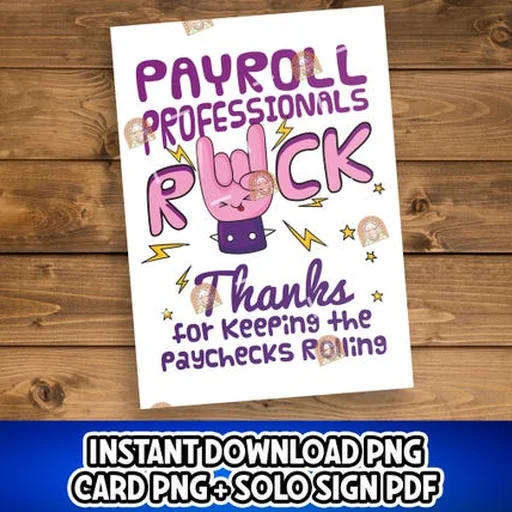 PAYROLL
PROFESSIONALS
ROCK
Thanks
for keeping the
paychecks Rolling
INSTANT DOWNLOAD PNG
CARD PNG + SOLO SIGN PDF